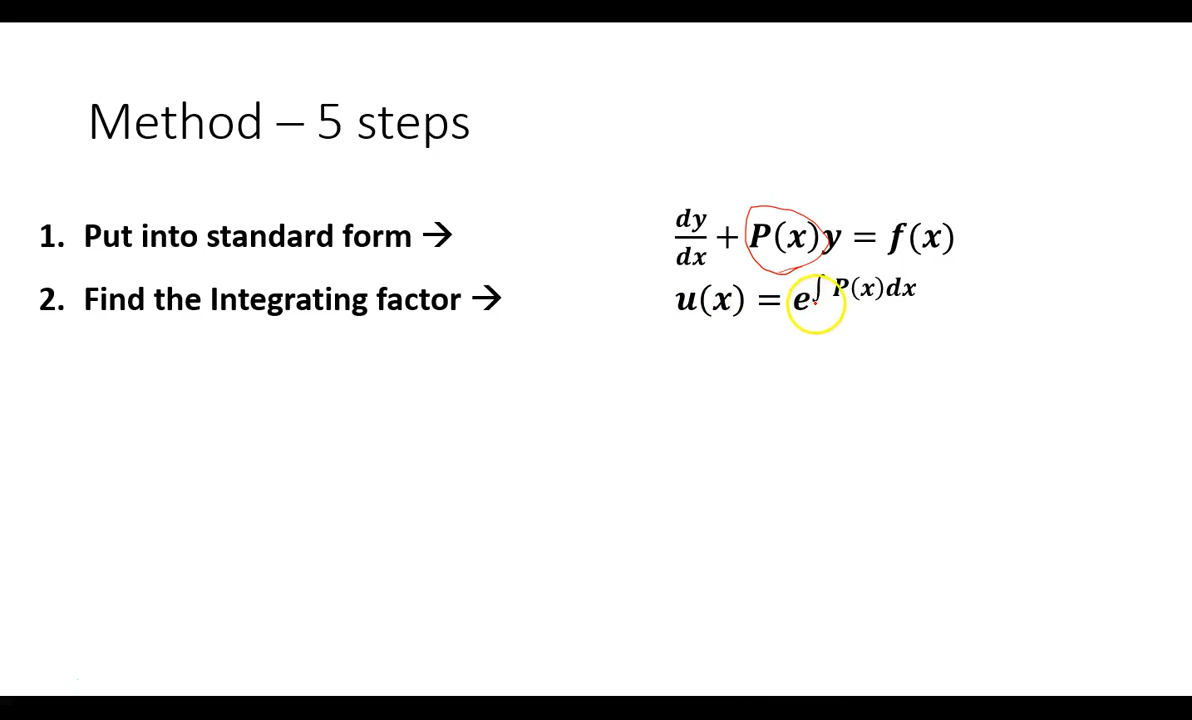 Method – 5 steps
1. Put into standard form → dy/dx + P(x)y = f(x)
2. Find the Integrating factor → u(x) = e^∫ P(x)dx